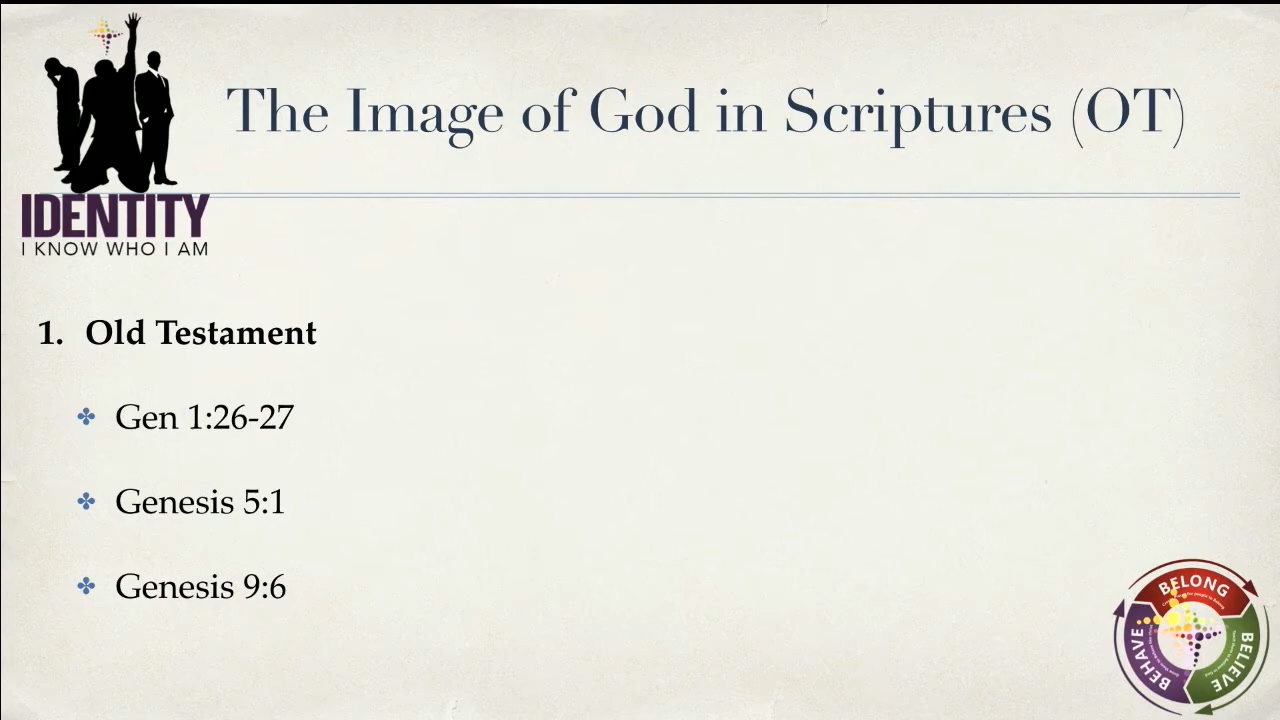 The Image of God in Scriptures (OT)
IDENTITY
I KNOW WHO I AM
1. Old Testament
Gen 1:26-27
Genesis 5:1
Genesis 9:6
BELONG
BELIEVE
BEHAVE